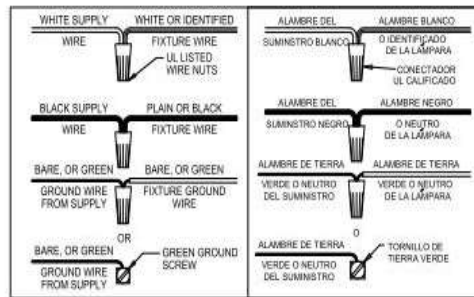 WHITE SUPPLY WHITE OR IDENTIFIED
WIRE FIXTURE WIRE
UL LISTED
WIRE NUTS
BLACK SUPPLY PLAIN OR BLACK
WIRE FIXTURE WIRE
BARE, OR GREEN BARE, OR GREEN
GROUND WIRE FIXTURE GROUND
FROM SUPPLY WIRE
OR
BARE, OR GREEN GREEN GROUND
SCREW
GROUND WIRE
FROM SUPPLY
ALAMBRE DEL ALAMBRE BLANCO
SUMINSTRO BLANCO O IDENTIFICADO
DE LA LAMPARA
CONECTADOR
UL CALIFICADO
ALAMBRE DEL ALAMBRE NEGRO
SUMINSTRO NEGRO O NEUTRO
DE LA LAMPARA
ALAMBRE DE TIERRA ALAMBRE DE TIERRA
VERDE O NEUTRO VERDE O NEUTRO
DEL SUMINISTRO DE LA LAMPARA
O
ALAMBRE DE TIERRA TORNILLO DE
TIERRA VERDE
VERDE O NEUTRO
DEL SUMINISTRO